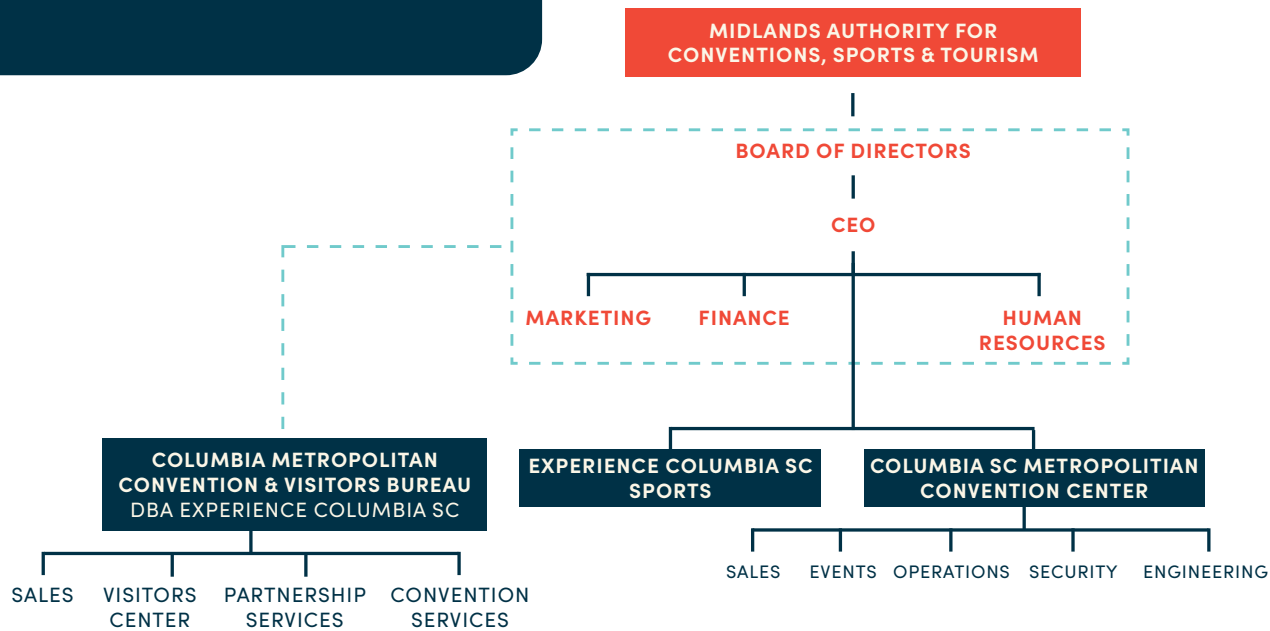 MIDLANDS AUTHORITY FOR
CONVENTIONS, SPORTS & TOURISM
BOARD OF DIRECTORS
CEO
MARKETING
FINANCE
HUMAN
RESOURCES
COLUMBIA METROPOLITAN
CONVENTION & VISITORS BUREAU
DBA EXPERIENCE COLUMBIA SC
EXPERIENCE COLUMBIA SC
SPORTS
COLUMBIA SC METROPOLITIAN
CONVENTION CENTER
SALES
VISITORS
CENTER
PARTNERSHIP
SERVICES
CONVENTION
SERVICES
SALES
EVENTS
OPERATIONS
SECURITY
ENGINEERING